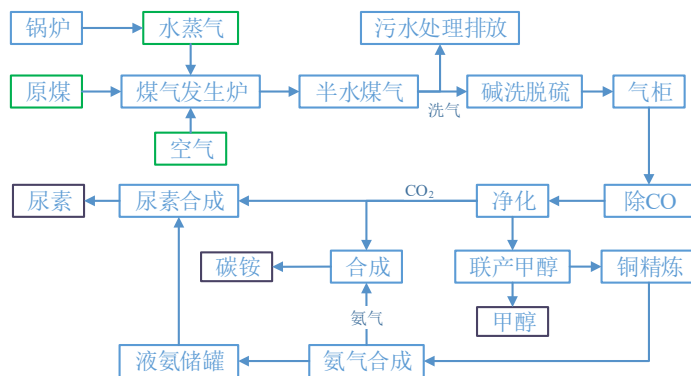 锅炉
水蒸气
污水处理排放
原煤
煤气发生炉
半水煤气
洗气
碱洗脱硫
气柜
空气
尿素
尿素合成
CO₂
净化
除CO
碳铵
合成
联产甲醇
铜精炼
氨气
甲醇
液氨储罐
氨气合成